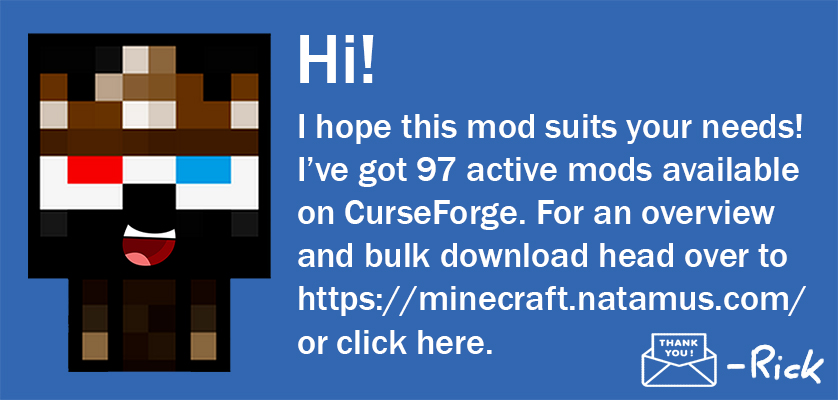 Hi!
I hope this mod suits your needs!
I’ve got 97 active mods available
on CurseForge. For an overview
and bulk download head over to
https://minecraft.natamus.com/
or click here.
THANK
YOU!
-Rick